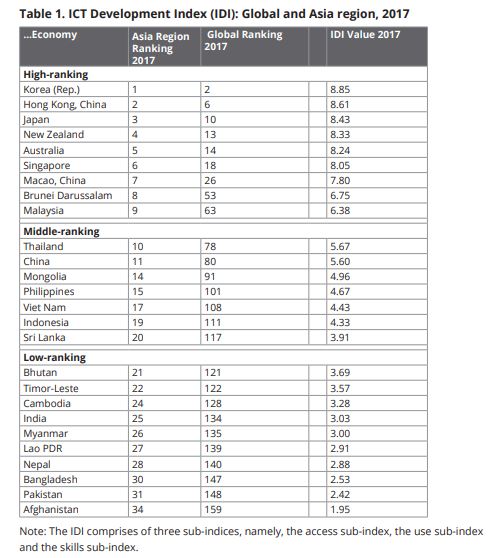 Table 1. ICT Development Index (IDI): Global and Asia region, 2017
...Economy Asia Region Ranking 2017 Global Ranking 2017 IDI Value 2017
High-ranking
Korea (Rep.) 1 2 8.85
Hong Kong, China 2 6 8.61
Japan 3 10 8.43
New Zealand 4 13 8.33
Australia 5 14 8.24
Singapore 6 18 8.05
Macao, China 7 26 7.80
Brunei Darussalam 8 53 6.75
Malaysia 9 63 6.38
Middle-ranking
Thailand 10 78 5.67
China 11 80 5.60
Mongolia 14 91 4.96
Philippines 15 101 4.67
Viet Nam 17 108 4.43
Indonesia 19 111 4.33
Sri Lanka 20 117 3.91
Low-ranking
Bhutan 21 121 3.69
Timor-Leste 22 122 3.57
Cambodia 24 128 3.28
India 25 134 3.03
Myanmar 26 135 3.00
Lao PDR 27 139 2.91
Nepal 28 140 2.88
Bangladesh 30 147 2.53
Pakistan 31 148 2.42
Afghanistan 34 159 1.95
Note: The IDI comprises of three sub-indices, namely, the access sub-index, the use sub-index
and the skills sub-index.